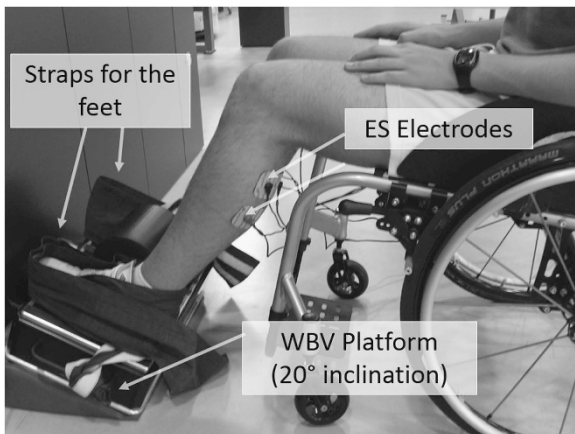 Straps for the
feet
ES Electrodes
MARATHON PLUS
WBV Platform
(20° inclination)